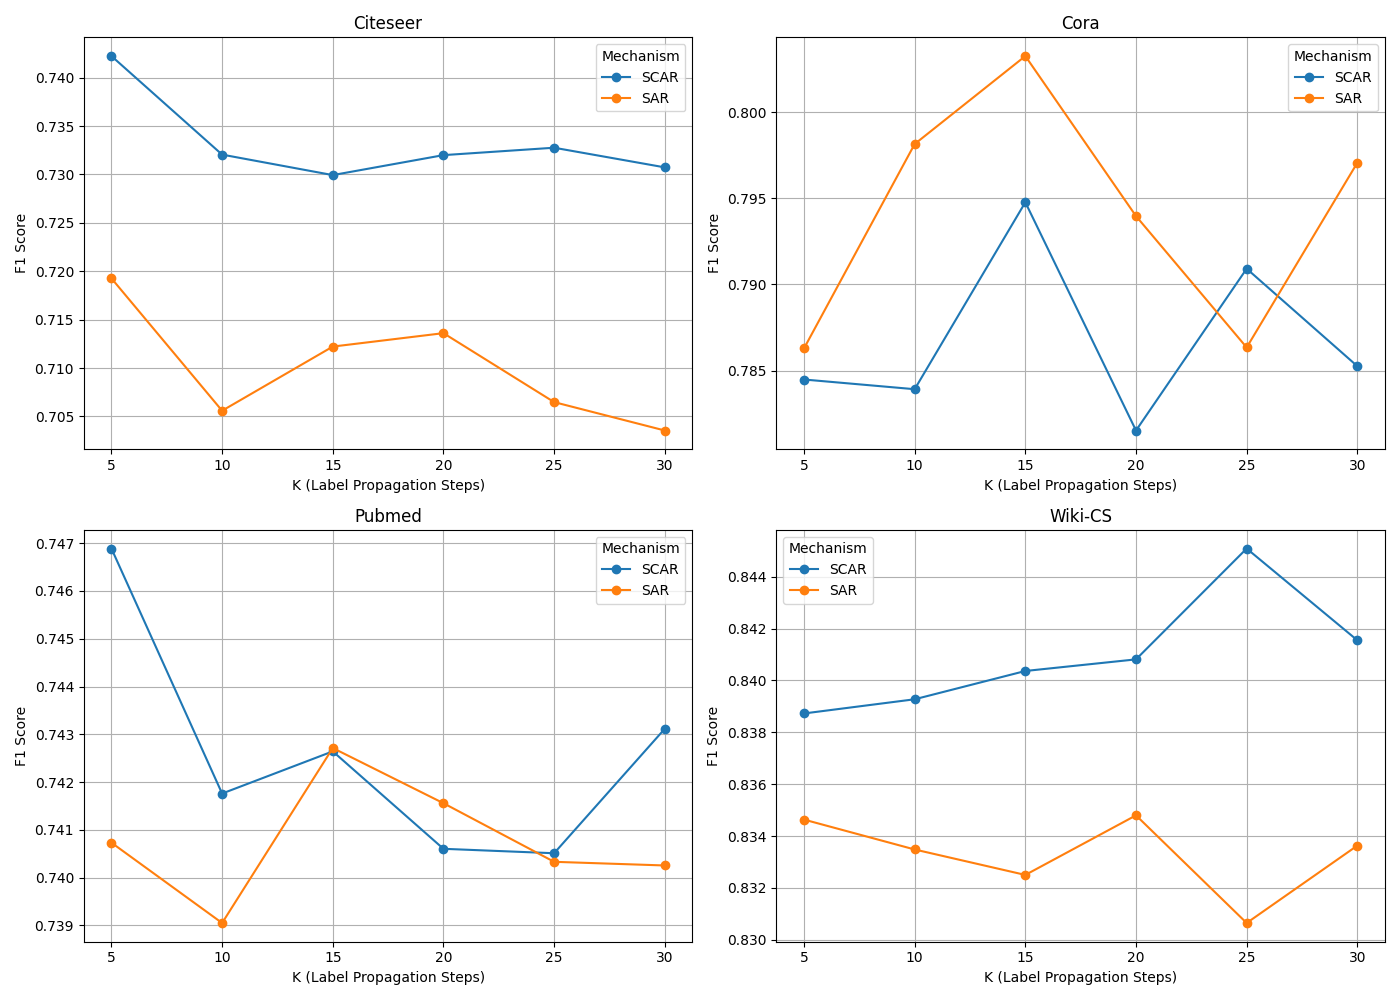 Citeseer
Mechanism
SCAR
SAR
0.740
0.735
0.730
0.725
0.720
0.715
0.710
0.705
F1 Score
5 10 15 20 25 30
K (Label Propagation Steps)
Cora
Mechanism
SCAR
SAR
0.800
0.795
0.790
0.785
F1 Score
5 10 15 20 25 30
K (Label Propagation Steps)
Pubmed
Mechanism
SCAR
SAR
0.747
0.746
0.745
0.744
0.743
0.742
0.741
0.740
0.739
F1 Score
5 10 15 20 25 30
K (Label Propagation Steps)
Wiki-CS
Mechanism
SCAR
SAR
0.844
0.842
0.840
0.838
0.836
0.834
0.832
0.830
F1 Score
5 10 15 20 25 30
K (Label Propagation Steps)